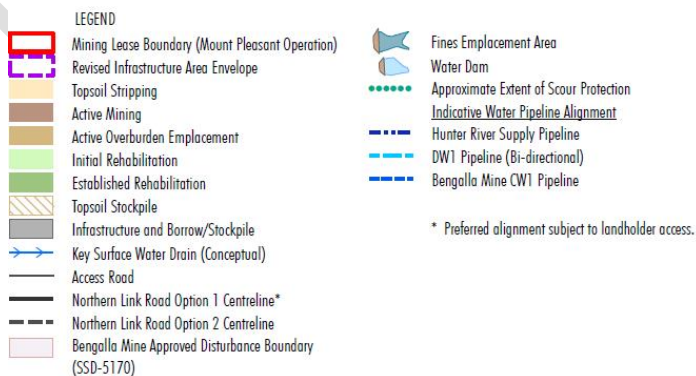 LEGEND
Mining Lease Boundary (Mount Pleasant Operation)
Revised Infrastructure Area Envelope
Topsoil Stripping
Active Mining
Active Overburden Emplacement
Initial Rehabilitation
Established Rehabilitation
Topsoil Stockpile
Infrastructure and Borrow/Stockpile
Key Surface Water Drain (Conceptual)
Access Road
Northern Link Road Option 1 Centreline*
Northern Link Road Option 2 Centreline
Bengalla Mine Approved Disturbance Boundary
(SSD-5170)
Fines Emplacement Area
Water Dam
Approximate Extent of Scour Protection
Indicative Water Pipeline Alignment
Hunter River Supply Pipeline
DW1 Pipeline (Bi-directional)
Bengalla Mine CW1 Pipeline
* Preferred alignment subject to landholder access.